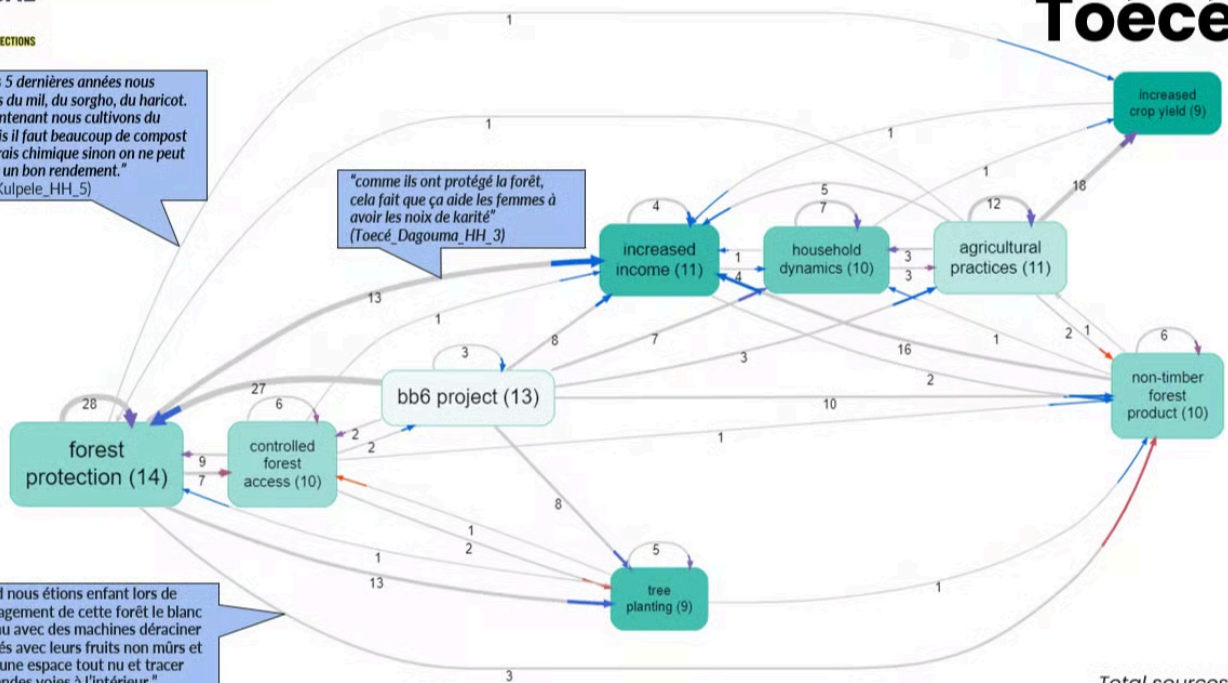 ECTIONS
Toécé
5 dernières années nous
du mil, du sorgho, du haricot.
ntenant nous cultivons du
is il faut beaucoup de compost
rais chimique sinon on ne peut
un bon rendement.”
Kulpele_HH_5)
“comme ils ont protégé la forêt,
cela fait que ça aide les femmes à
avoir les noix de karité”
(Toecé_Dagouma_HH_3)
1
1
increased
crop yield (9)
1
1
18
5
4
7
12
increased
income (11)
household
dynamics (10)
agricultural
practices (11)
1
4
3
3
13
1
8
7
3
16
1
2
1
2
6
non-timber
forest
product (10)
3
bb6 project (13)
10
1
27
28
6
2
2
forest
protection (14)
controlled
forest
access (10)
9
7
8
1
2
1
13
5
tree
planting (9)
1
3
d nous étions enfant lors de
agement de cette forêt le blanc
u avec des machines déraciner
és avec leurs fruits non mûrs et
une espace tout nu et tracer
ndes voies à l’intérieur.”
Total sources